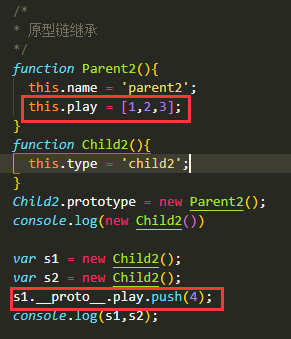 /*
* 原型链继承
*/
function Parent2(){
this.name = 'parent2';
this.play = [1,2,3];
}
function Child2(){
this.type = 'child2';
}
Child2.prototype = new Parent2();
console.log(new Child2())
var s1 = new Child2();
var s2 = new Child2();
s1.__proto__.play.push(4);
console.log(s1,s2);